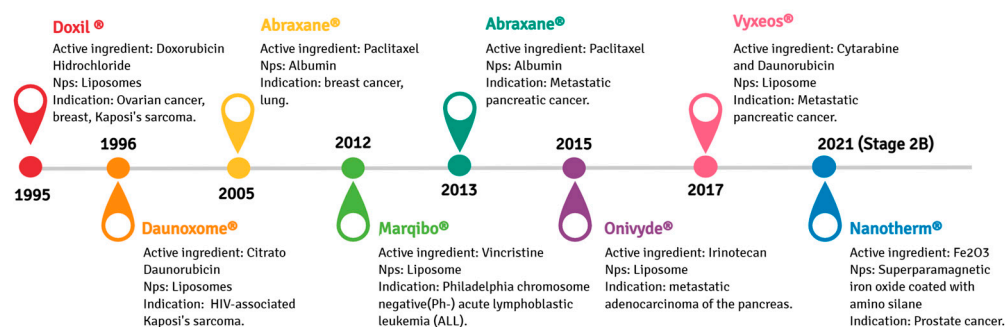 Doxil ®
Active ingredient: Doxorubicin
Hidrochloride
Nps: Liposomes
Indication: Ovarian cancer,
breast, Kaposi's sarcoma.
1995
1996
Daunoxome®
Active ingredient: Citrato
Daunorubicin
Nps: Liposomes
Indication: HIV-associated
Kaposi's sarcoma.
Abraxane®
Active ingredient: Paclitaxel
Nps: Albumin
Indication: breast cancer,
lung.
2005
2012
Marqibo®
Active ingredient: Vincristine
Nps: Liposome
Indication: Philadelphia chromosome
negative(Ph-) acute lymphoblastic
leukemia (ALL).
Abraxane®
Active ingredient: Paclitaxel
Nps: Albumin
Indication: Metastatic
pancreatic cancer.
2013
2015
Onivyde®
Active ingredient: Irinotecan
Nps: Liposome
Indication: metastatic
adenocarcinoma of the pancreas.
Vyxeos®
Active ingredient: Cytarabine
and Daunorubicin
Nps: Liposome
Indication: Metastatic
pancreatic cancer.
2017
2021 (Stage 2B)
Nanotherm®
Active ingredient: Fe2O3
Nps: Superparamagnetic
iron oxide coated with
amino silane
Indication: Prostate cancer.